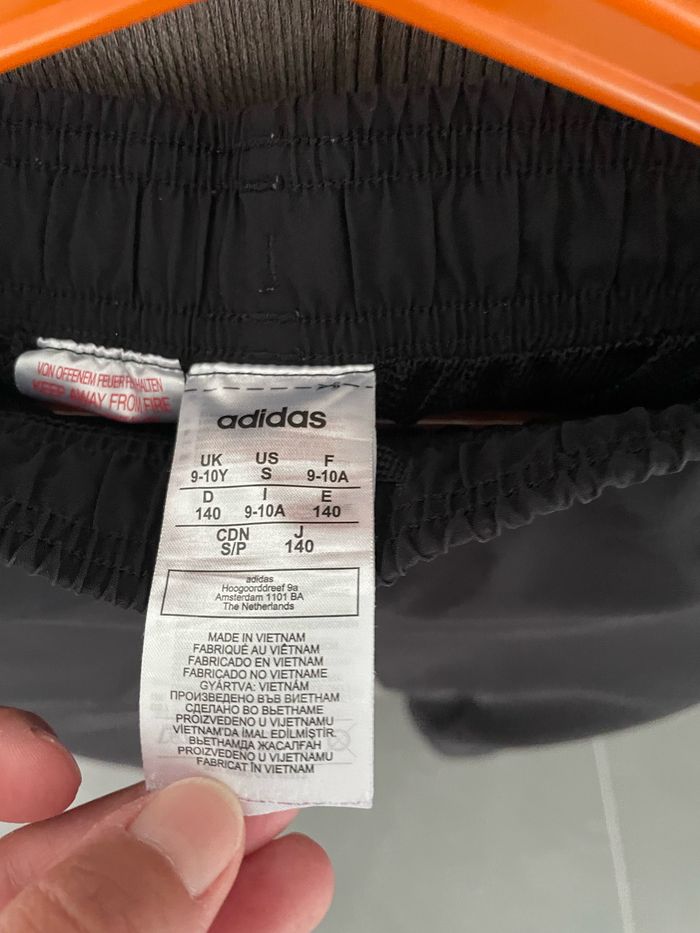 VON OFFENEM FEUER FERNHALTEN
KEEP AWAY FROM FIRE
adidas
UK US F
9-10Y S 9-10A
D I E
140 9-10A 140
CDN J
S/P 140
adidas
Hoogoorddreef 9a
Amsterdam 1101 BA
The Netherlands
MADE IN VIETNAM
FABRIQUÉ AU VIÊTNAM
FABRICADO EN VIETNAM
FABRICADO NO VIETNAME
GYÁRTVA: VIETNÁM
ПРОИЗВЕДЕНО ВЪВ ВИЕТНАМ
СДЕЛАНО ВО ВЬЕТНАМЕ
PROIZVEDENO U VIJETNAMU
VİETNAM'DA İMAL EDİLMİŞTİR
ВЬЕТНАМДА ЖАСАЛҒАН
PROIZVEDENO U VIJETNAMU
FABRICAT ÎN VIETNAM